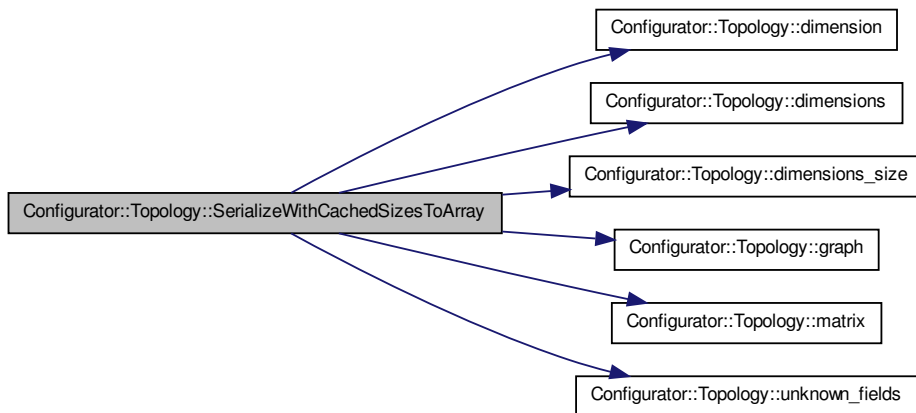 Configurator::Topology::dimension
Configurator::Topology::dimensions
Configurator::Topology::dimensions_size
Configurator::Topology::SerializeWithCachedSizesToArray
Configurator::Topology::graph
Configurator::Topology::matrix
Configurator::Topology::unknown_fields